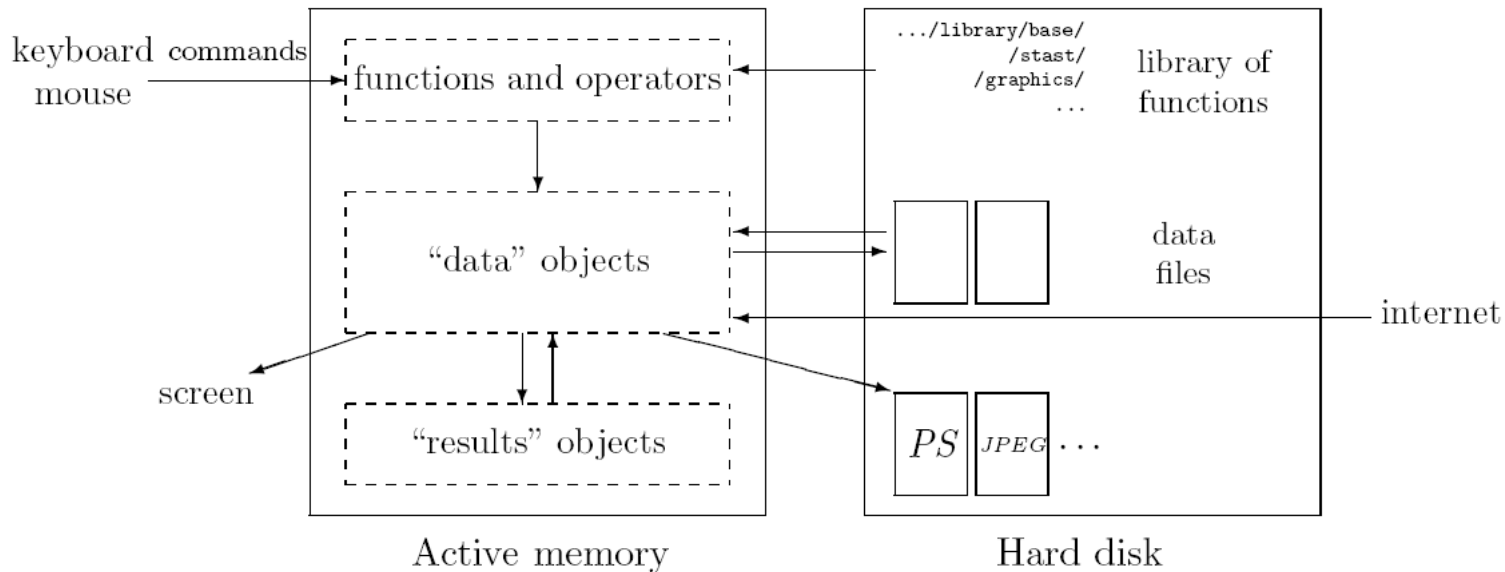 keyboard commands
mouse
functions and operators
.../library/base/
/stast/
/graphics/
...
library of
functions
“data” objects
data
files
internet
screen
“results” objects
PS
JPEG
...
Active memory
Hard disk